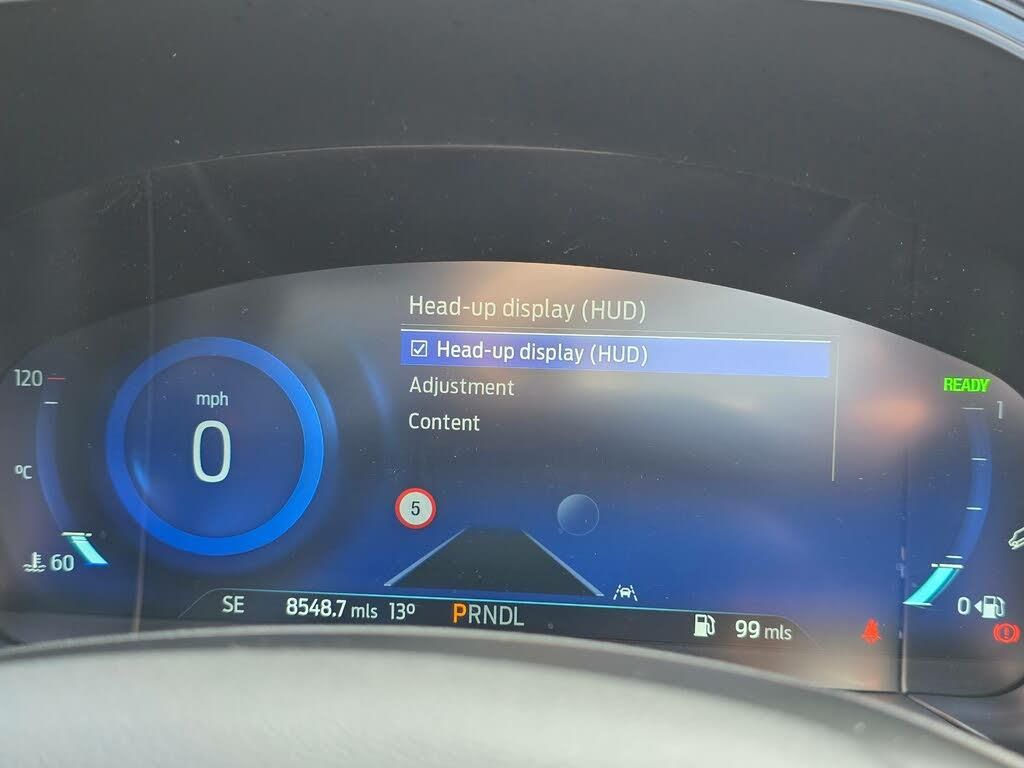 Head-up display (HUD)
Head-up display (HUD)
Adjustment
Content
120
mph
0
ºC
60
5
READY
1
0
SE
8548.7 mls
13º
PRNDL
99 mls